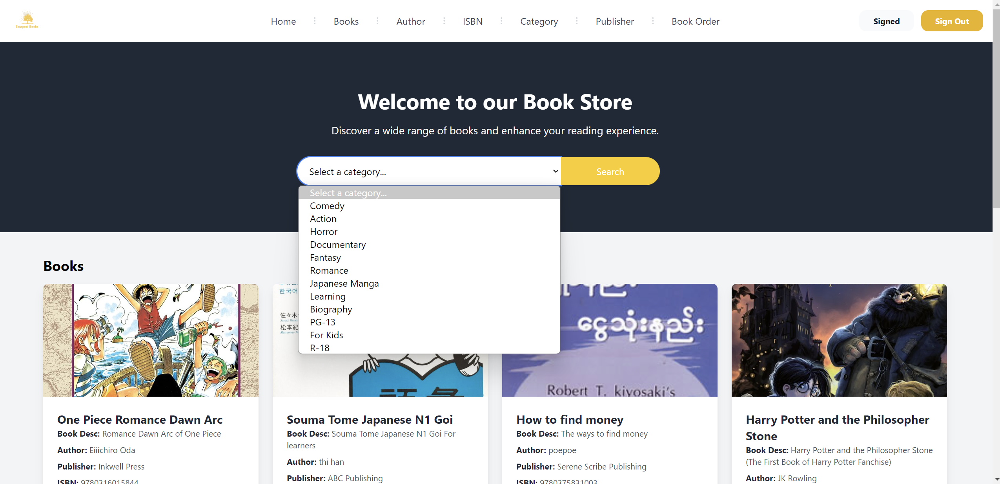 Tempest Books
Home
Books
Author
ISBN
Category
Publisher
Book Order
Signed
Sign Out
Welcome to our Book Store
Discover a wide range of books and enhance your reading experience.
Select a category...
Search
Select a category...
Comedy
Action
Horror
Documentary
Fantasy
Romance
Japanese Manga
Learning
Biography
PG-13
For Kids
R-18
Books
한국어
佐々木
松本紀
語彙
ငွေသုံးနည်း
Robert T. kiyosaki's
One Piece Romance Dawn Arc
Book Desc: Romance Dawn Arc of One Piece
Author: Eiiichiro Oda
Publisher: Inkwell Press
ISBN: 9780316015844
Souma Tome Japanese N1 Goi
Book Desc: Souma Tome Japanese N1 Goi For
learners
Author: thi han
Publisher: ABC Publishing
How to find money
Book Desc: The ways to find money
Author: poepoe
Publisher: Serene Scribe Publishing
ISBN: 9780375831003
Harry Potter and the Philosopher
Stone
Book Desc: Harry Potter and the Philosopher Stone
(The First Book of Harry Potter Fanchise)
Author: JK Rowling